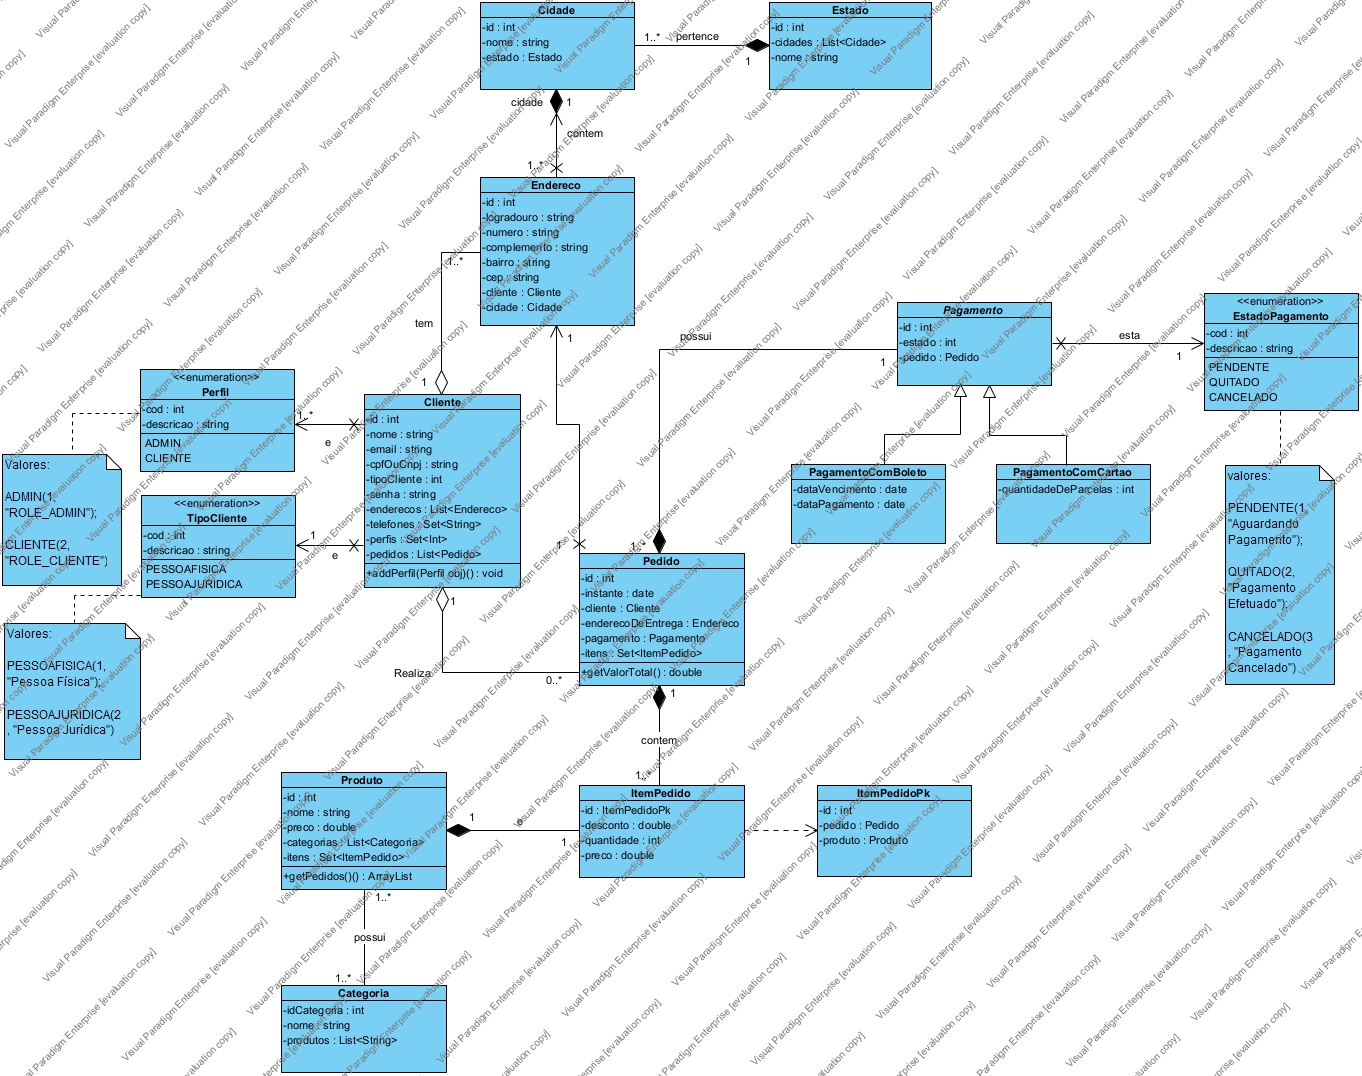 Cidade
-id : int
-nome : string
-estado : Estado
1..*
pertence
1
Estado
-id : int
-cidades : List<Cidade>
-nome : string
cidade
1
contem
1..*
Endereco
-id : int
-logradouro : string
-numero : string
-complemento : string
-bairro : string
-cep : string
-cliente : Cliente
-cidade : Cidade
1..*
tem
1
1
possui
1
Pagamento
-id : int
-estado : int
-pedido : Pedido
esta
1
<<enumeration>>
EstadoPagamento
-cod : int
-descricao : string
PENDENTE
QUITADO
CANCELADO
<<enumeration>>
Perfil
-cod : int
-descricao : string
ADMIN
CLIENTE
1..*
e
Cliente
-id : int
-nome : string
-email : string
-cpfOuCnpj : string
-tipoCliente : int
-senha : string
-enderecos : List<Endereco>
-telefones : Set<String>
-perfis : Set<Int>
-pedidos : List<Pedido>
+addPerfil(Perfil obj)() : void
Valores:
ADMIN(1,
"ROLE_ADMIN");
CLIENTE(2,
"ROLE_CLIENTE")
<<enumeration>>
TipoCliente
-cod : int
-descricao : string
PESSOAFISICA
PESSOAJURIDICA
1
e
PagamentoComBoleto
-dataVencimento : date
-dataPagamento : date
PagamentoComCartao
-quantidadeDeParcelas : int
valores:
PENDENTE(1,
"Aguardando
Pagamento");
QUITADO(2,
"Pagamento
Efetuado");
CANCELADO(3
, "Pagamento
Cancelado")
1
1..*
Pedido
-id : int
-instante : date
-cliente : Cliente
-enderecoDeEntrega : Endereco
-pagamento : Pagamento
-itens : Set<ItemPedido>
+getValorTotal() : double
Valores:
PESSOAFISICA(1,
"Pessoa Física");
PESSOAJURIDICA(2
, "Pessoa Jurídica")
1
Realiza
0..*
1
contem
1..*
Produto
-id : int
-nome : string
-preco : double
-categorias : List<Categoria>
-itens : Set<ItemPedido>
+getPedidos()() : ArrayList
1
e
1
ItemPedido
-id : ItemPedidoPk
-desconto : double
-quantidade : int
-preco : double
ItemPedidoPk
-id : int
-pedido : Pedido
-produto : Produto
1..*
possui
1..*
Categoria
-idCategoria : int
-nome : string
-produtos : List<String>
Visual Paradigm Enterprise [evaluation copy]